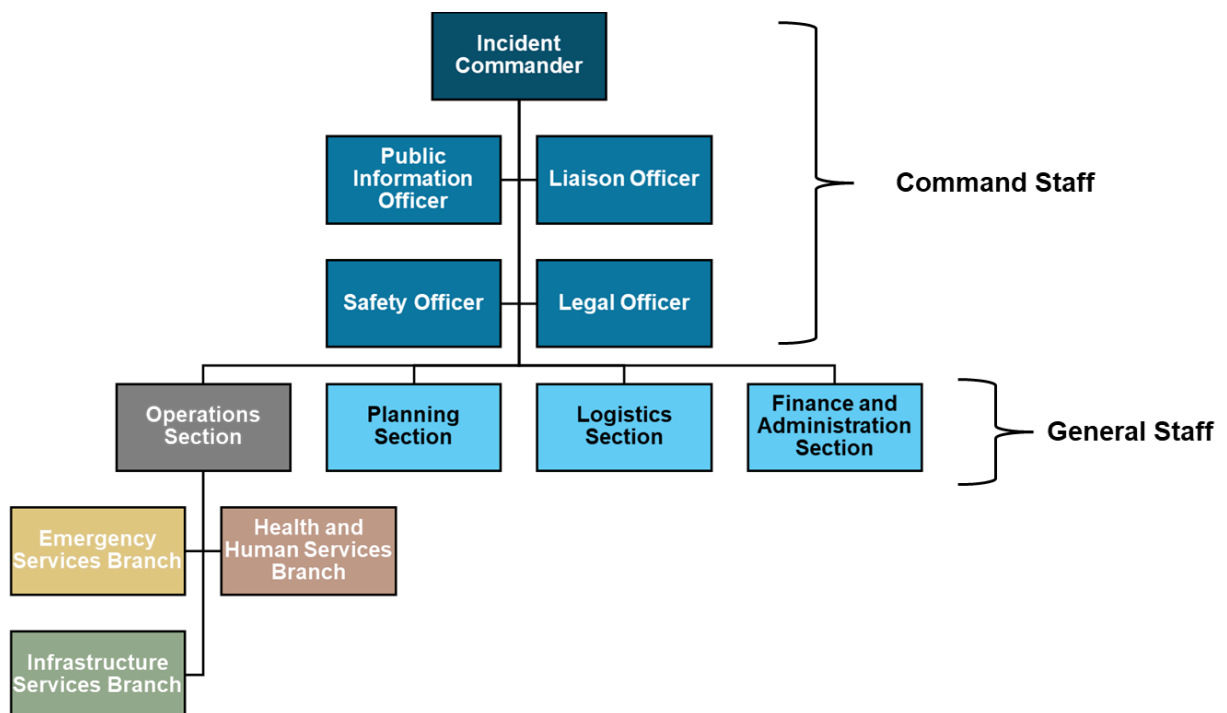 Incident
Commander
Public
Information
Officer
Liaison Officer
Command Staff
Safety Officer
Legal Officer
Operations
Section
Planning
Section
Logistics
Section
Finance and
Administration
Section
General Staff
Emergency
Services Branch
Health and
Human Services
Branch
Infrastructure
Services Branch